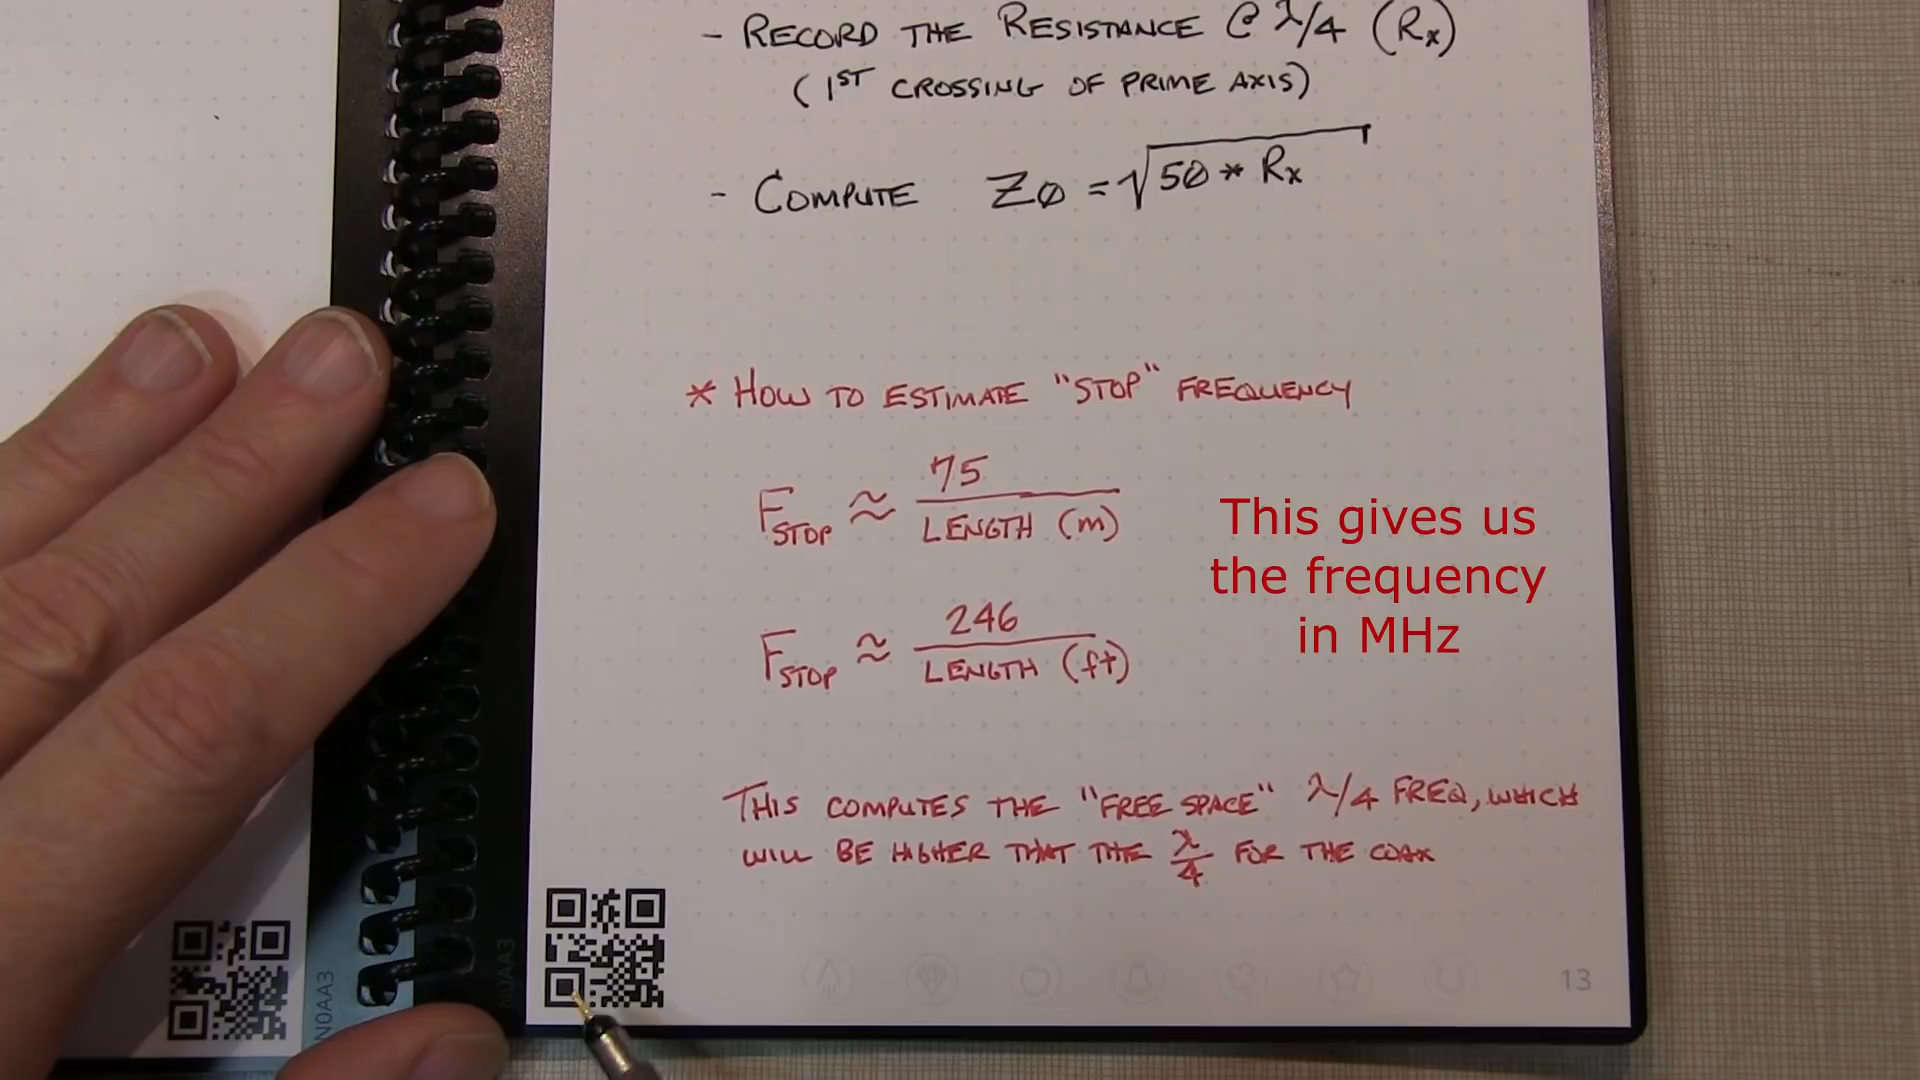 - RECORD THE RESISTANCE @ λ/4 (Rx)
(1ST CROSSING OF PRIME AXIS)
- COMPUTE ZØ = √50 * Rx
* HOW TO ESTIMATE "STOP" FREQUENCY
FSTOP ≈ 75 / LENGTH (m)
FSTOP ≈ 246 / LENGTH (ft)
This gives us
the frequency
in MHz
THIS COMPUTES THE "FREE SPACE" λ/4 FREQ, WHICH
WILL BE HIGHER THAT THE λ/4 FOR THE COAX
N0AA3
N0AA3
13